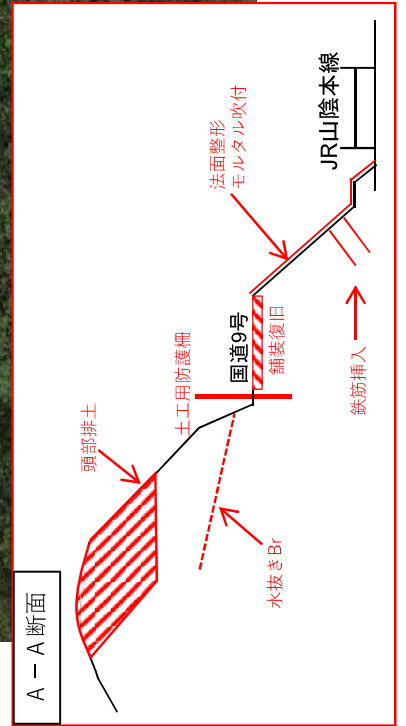 A－A断面
頭部排土
土工用防護柵
水抜きBr
国道9号
舗装復旧
法面整形
モルタル吹付
鉄筋挿入
JR山陰本線